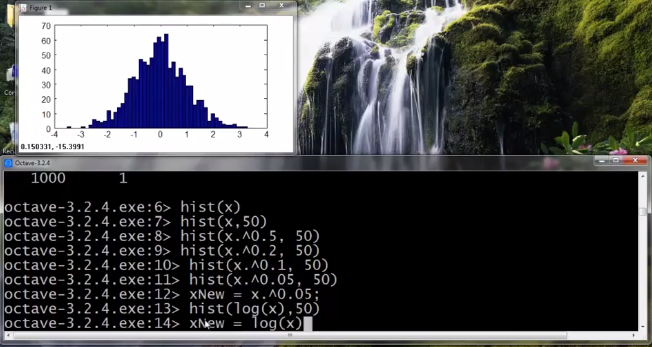 Figure 1
70
60
50
40
30
20
10
0
-4 -3 -2 -1 0 1 2 3 4
0.150331, -15.3991
Octave-3.2.4
1000 1
octave-3.2.4.exe:6> hist(x)
octave-3.2.4.exe:7> hist(x,50)
octave-3.2.4.exe:8> hist(x.^0.5, 50)
octave-3.2.4.exe:9> hist(x.^0.2, 50)
octave-3.2.4.exe:10> hist(x.^0.1, 50)
octave-3.2.4.exe:11> hist(x.^0.05, 50)
octave-3.2.4.exe:12> xNew = x.^0.05;
octave-3.2.4.exe:13> hist(log(x),50)
octave-3.2.4.exe:14> xNew = log(x)